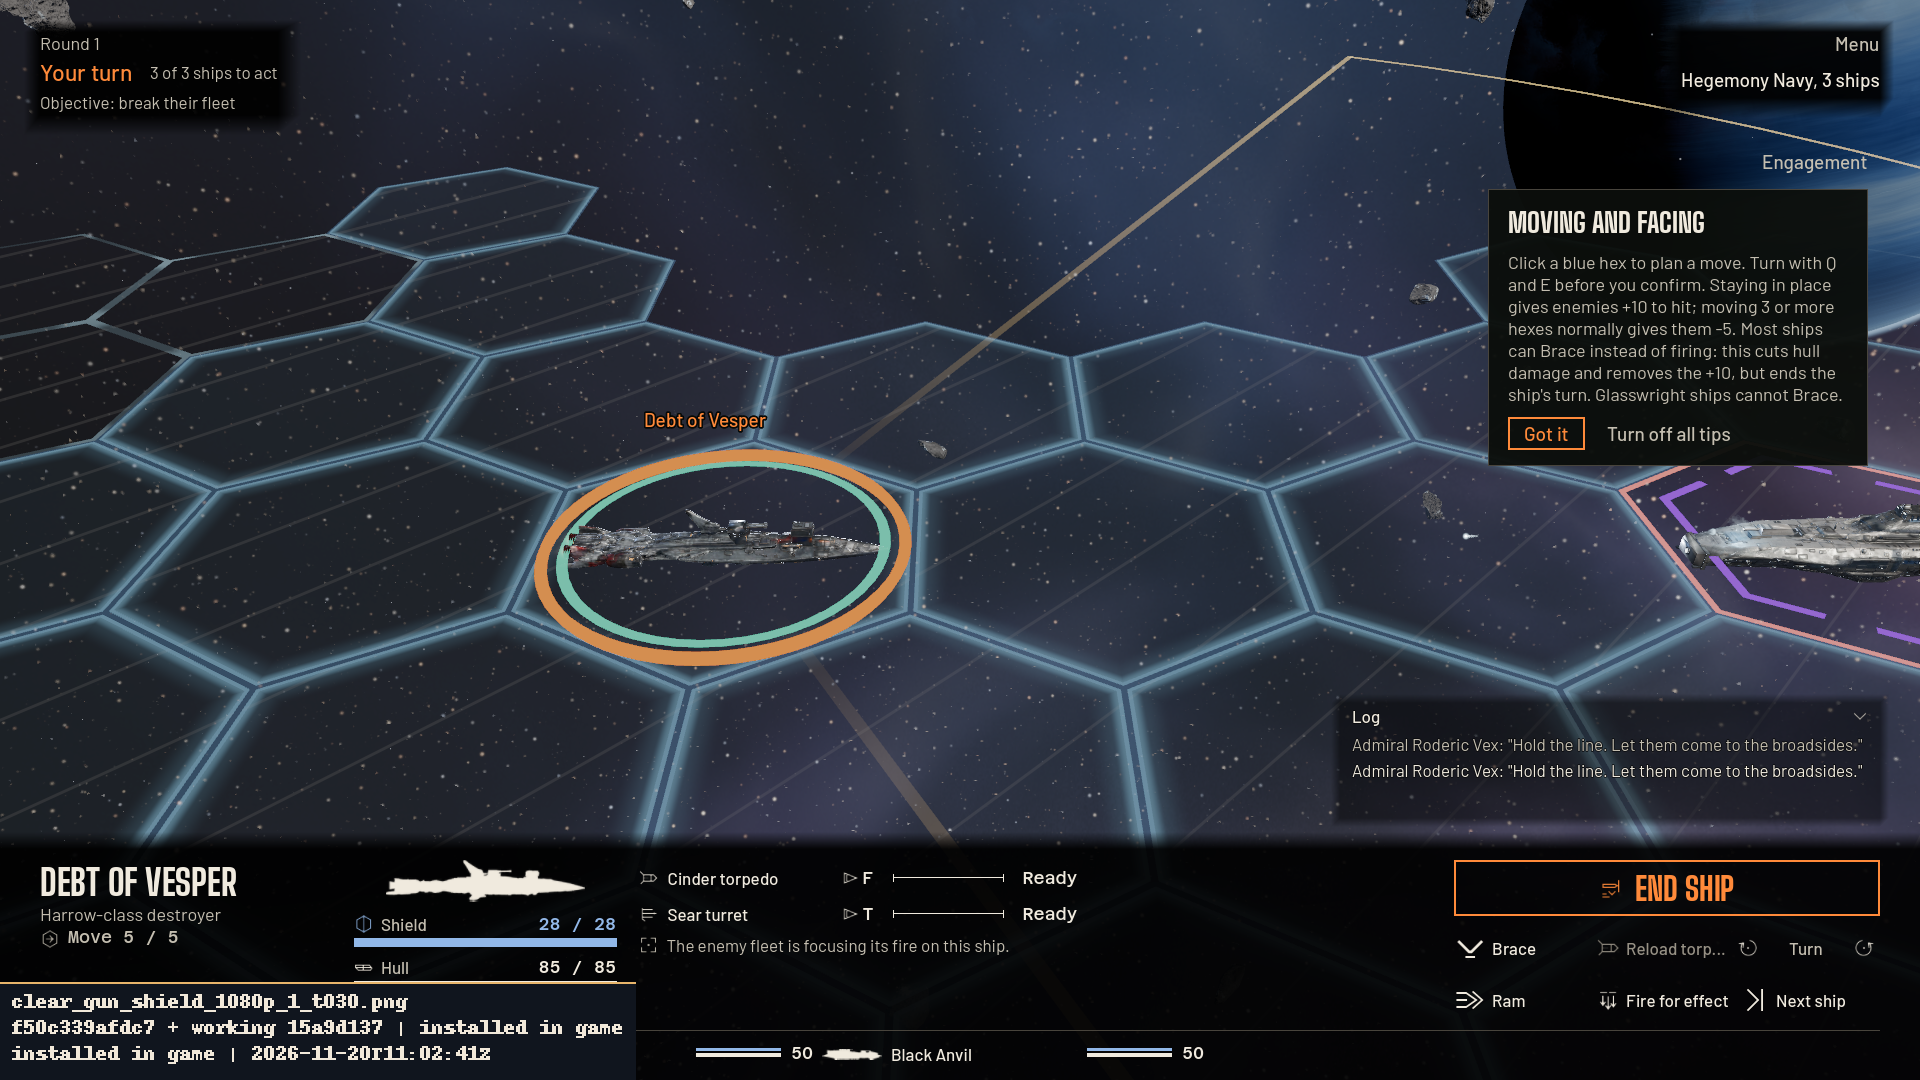 Round 1
Your turn 3 of 3 ships to act
Objective: break their fleet
Menu
Hegemony Navy, 3 ships
Engagement
MOVING AND FACING
Click a blue hex to plan a move. Turn with Q
and E before you confirm. Staying in place
gives enemies +10 to hit; moving 3 or more
hexes normally gives them -5. Most ships
can Brace instead of firing: this cuts hull
damage and removes the +10, but ends the
ship's turn. Glasswright ships cannot Brace.
Got it Turn off all tips
Debt of Vesper
Log
Admiral Roderic Vex: "Hold the line. Let them come to the broadsides."
Admiral Roderic Vex: "Hold the line. Let them come to the broadsides."
DEBT OF VESPER
Harrow-class destroyer
Move 5 / 5
Shield 28 / 28
Hull 85 / 85
Cinder torpedo F Ready
Sear turret T Ready
The enemy fleet is focusing its fire on this ship.
END SHIP
Brace Reload torp... Turn
Ram Fire for effect Next ship
clear_gun_shield_1080p_1_t030.png
f50c339afdc7 + working 15a9d137 | installed in game
installed in game | 2026-11-20T11:02:41Z
50 Black Anvil 50